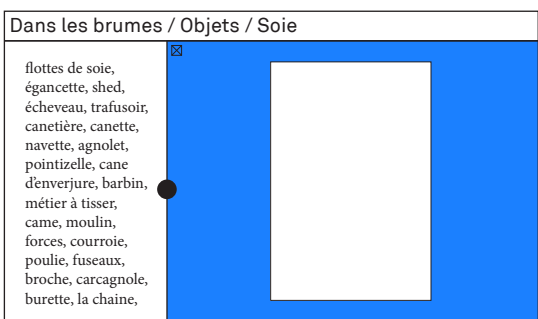 Dans les brumes / Objets / Soie
flottes de soie,
égancette, shed,
écheveau, trafusoir,
canetière, canette,
navette, agnolet,
pointizelle, cane
d'enverjure, barbin,
métier à tisser,
came, moulin,
forces, courroie,
poulie, fuseaux,
broche, carcagnole,
burette, la chaine,